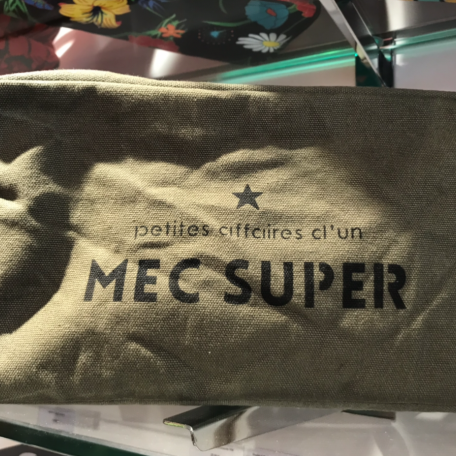 petites affaires d'un
MEC SUPER